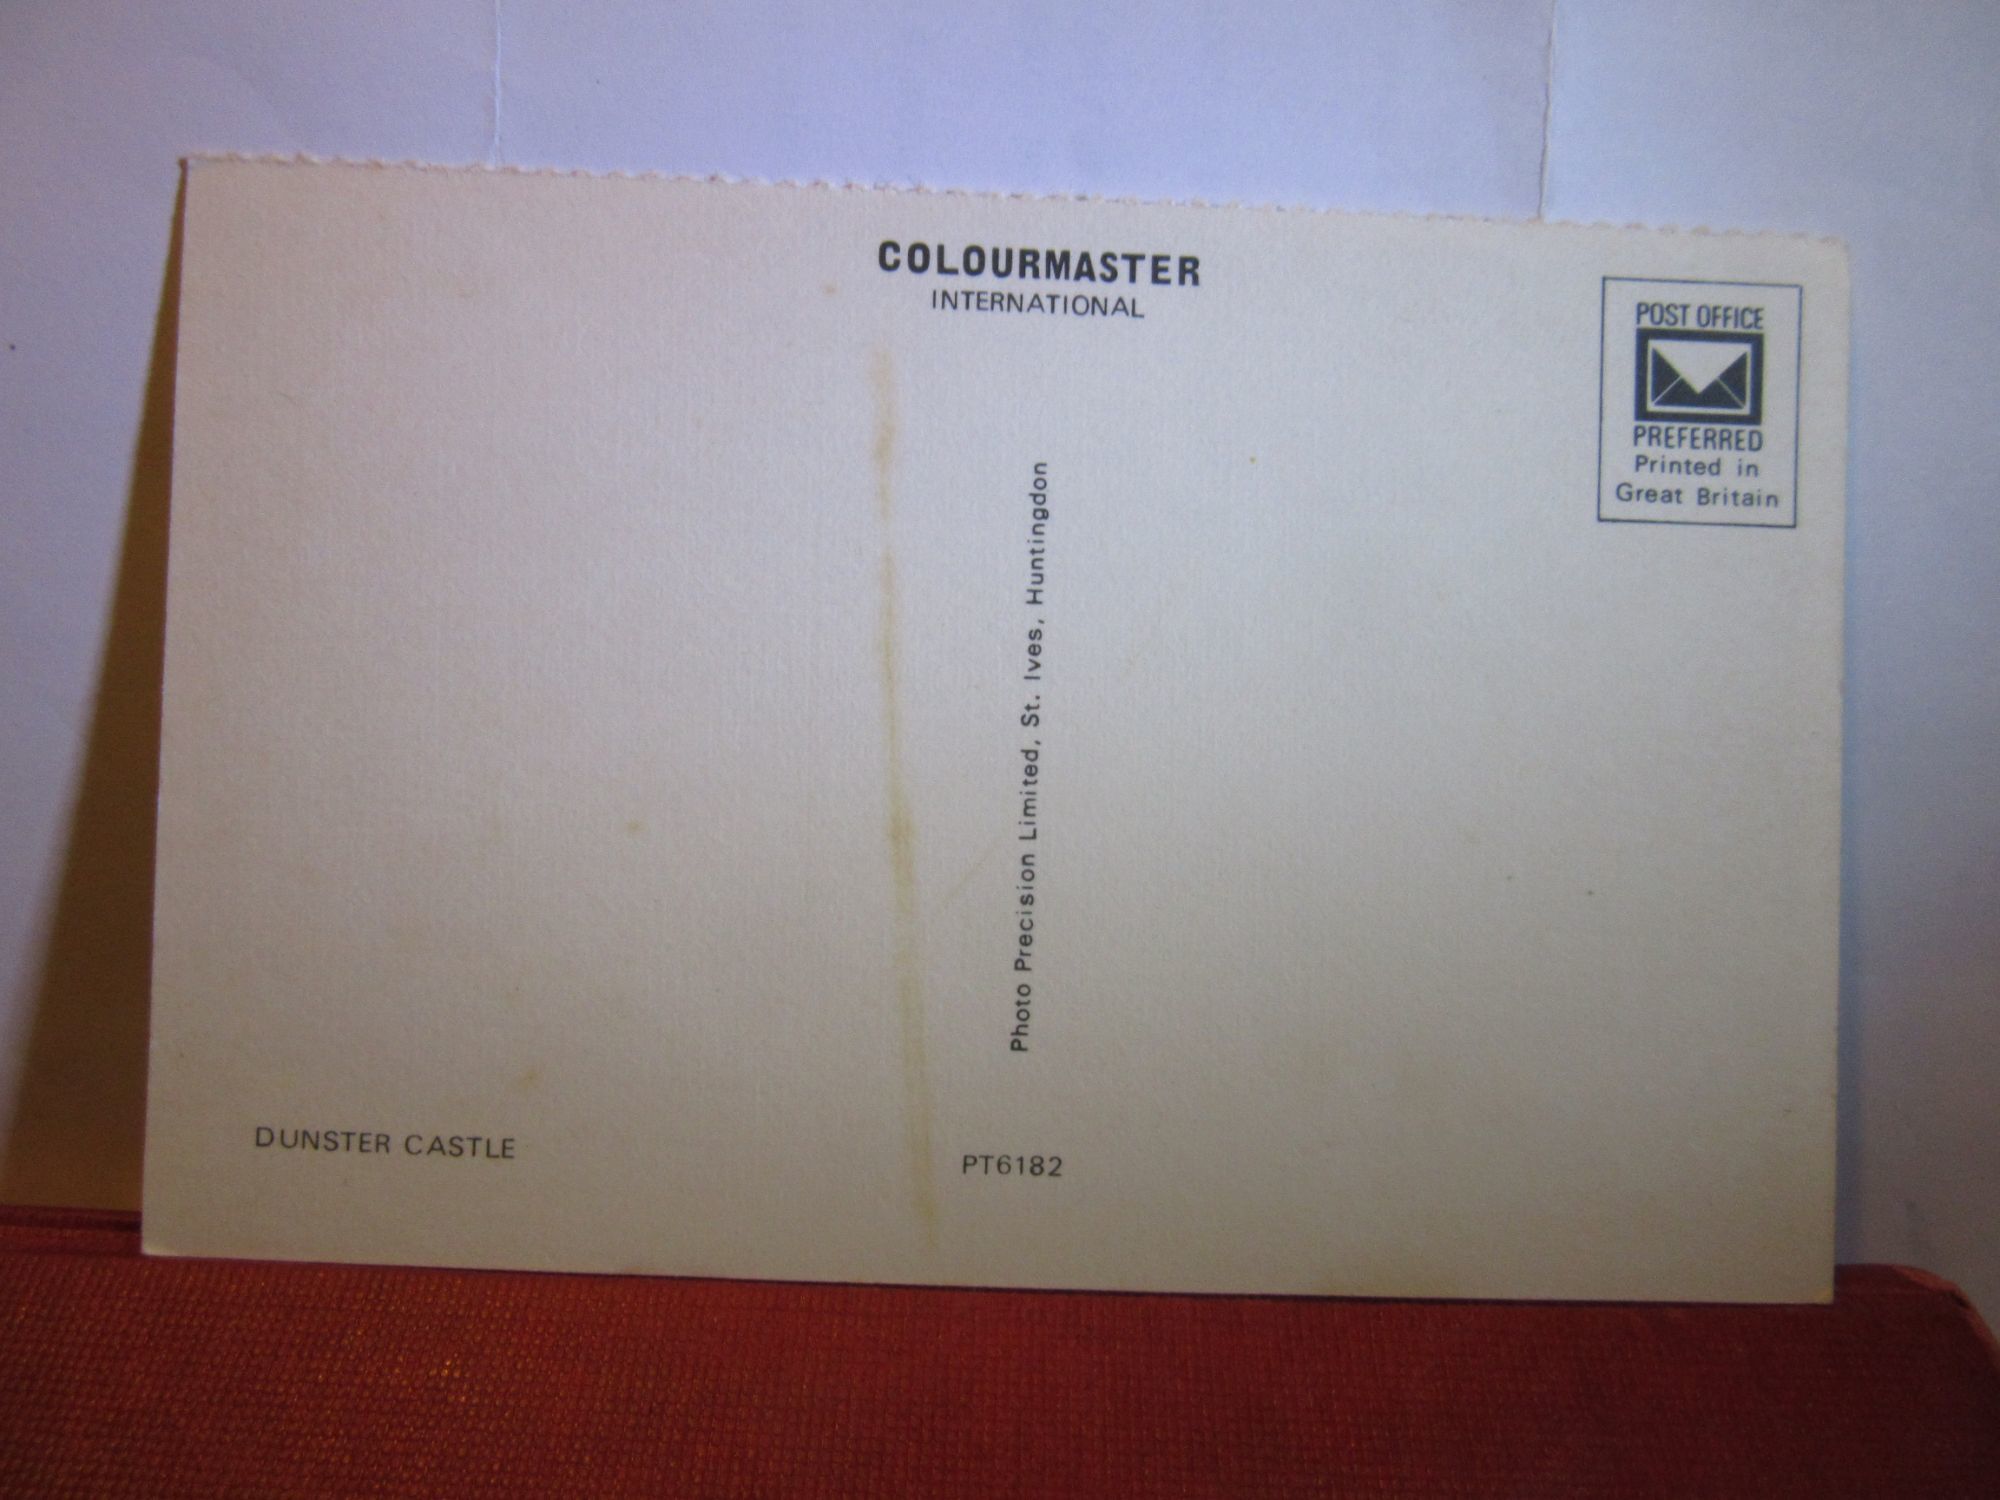 COLOURMASTER
INTERNATIONAL
POST OFFICE
PREFERRED
Printed in
Great Britain
Photo Precision Limited, St. Ives, Huntingdon
DUNSTER CASTLE
PT6182